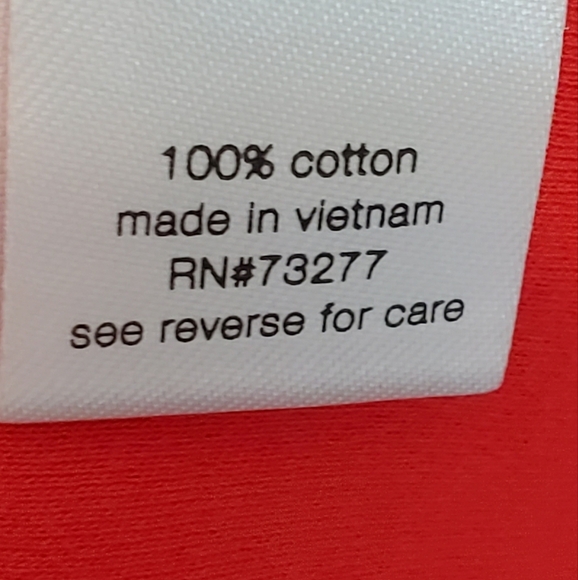 100% cotton
made in vietnam
RN#73277
see reverse for care